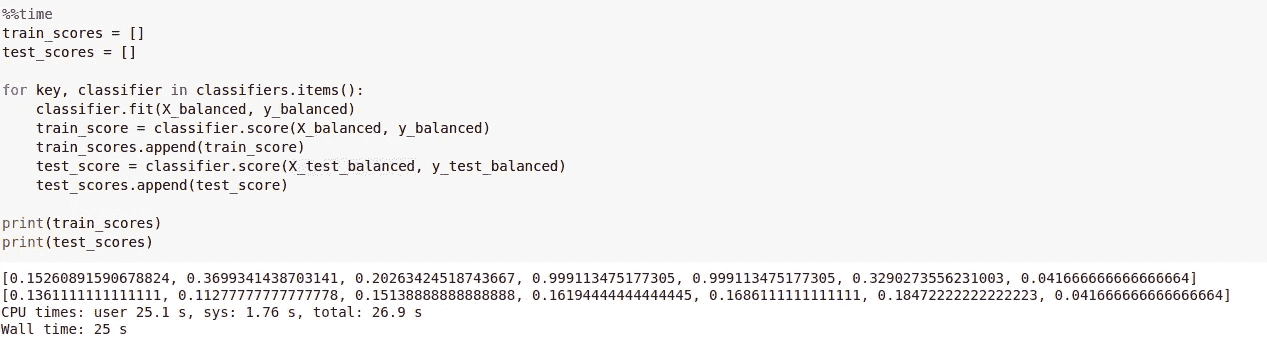 %%time
train_scores = []
test_scores = []
for key, classifier in classifiers.items():
    classifier.fit(X_balanced, y_balanced)
    train_score = classifier.score(X_balanced, y_balanced)
    train_scores.append(train_score)
    test_score = classifier.score(X_test_balanced, y_test_balanced)
    test_scores.append(test_score)
print(train_scores)
print(test_scores)
[0.15260891590678824, 0.3699341438703141, 0.20263424518743667, 0.999113475177305, 0.999113475177305, 0.3290273556231003, 0.041666666666666664]
[0.1361111111111111, 0.11277777777777778, 0.15138888888888888, 0.16194444444444445, 0.1686111111111111, 0.18472222222222223, 0.041666666666666664]
CPU times: user 25.1 s, sys: 1.76 s, total: 26.9 s
Wall time: 25 s